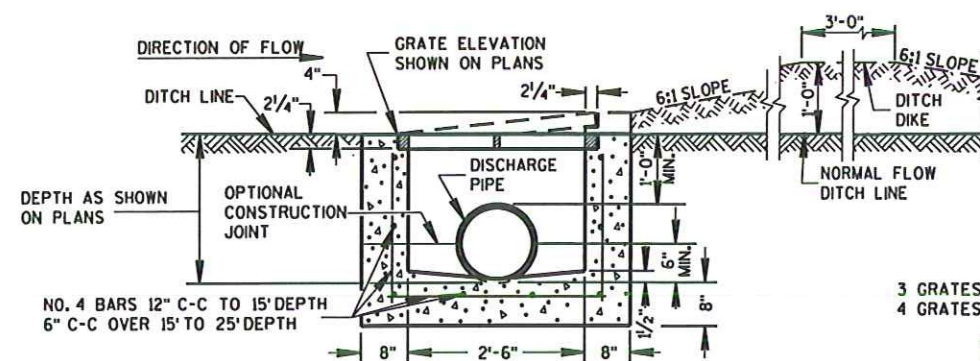 DIRECTION OF FLOW
4"
GRATE ELEVATION
SHOWN ON PLANS
2 1/4"
3'-0"
6:1 SLOPE
6:1 SLOPE
DITCH LINE
2 1/4"
1'-0"
DITCH
DIKE
DEPTH AS SHOWN
ON PLANS
OPTIONAL
CONSTRUCTION
JOINT
DISCHARGE
PIPE
1'-0"
MIN.
NORMAL FLOW
DITCH LINE
6"
MIN.
NO. 4 BARS 12" C-C TO 15' DEPTH
6" C-C OVER 15' TO 25' DEPTH
1 1/2"
8"
3 GRATES
4 GRATES
8"
2'-6"
8"